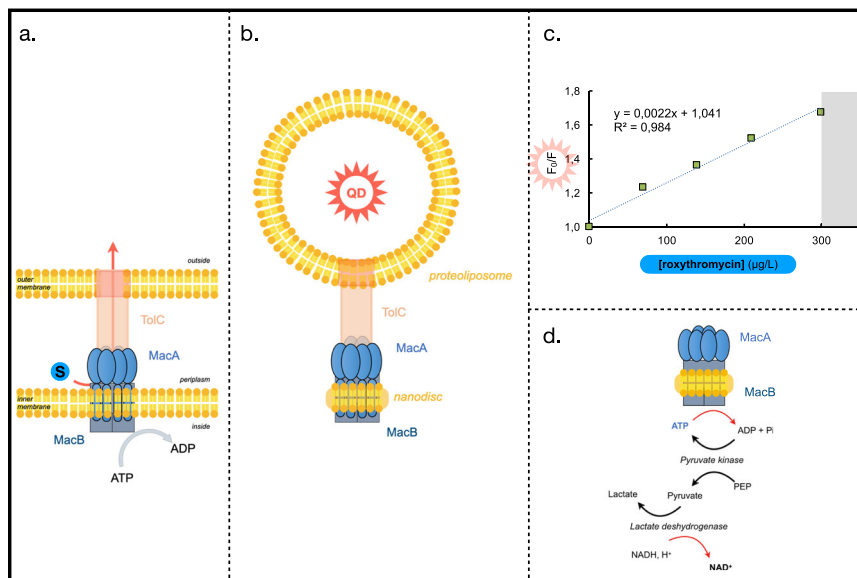 a.
outside
outer
membrane
TolC
MacA
S
periplasm
inner
membrane
inside
MacB
ADP
ATP
b.
QD
proteoliposome
TolC
MacA
nanodisc
MacB
c.
1,8
y = 0,0022x + 1,041
R² = 0,984
1,6
F₀/F
1,4
1,2
1,0
0
100
200
300
[roxythromycin] (µg/L)
d.
MacA
MacB
ATP
ADP + Pi
Pyruvate kinase
PEP
Lactate
Pyruvate
Lactate deshydrogenase
NADH, H⁺
NAD⁺